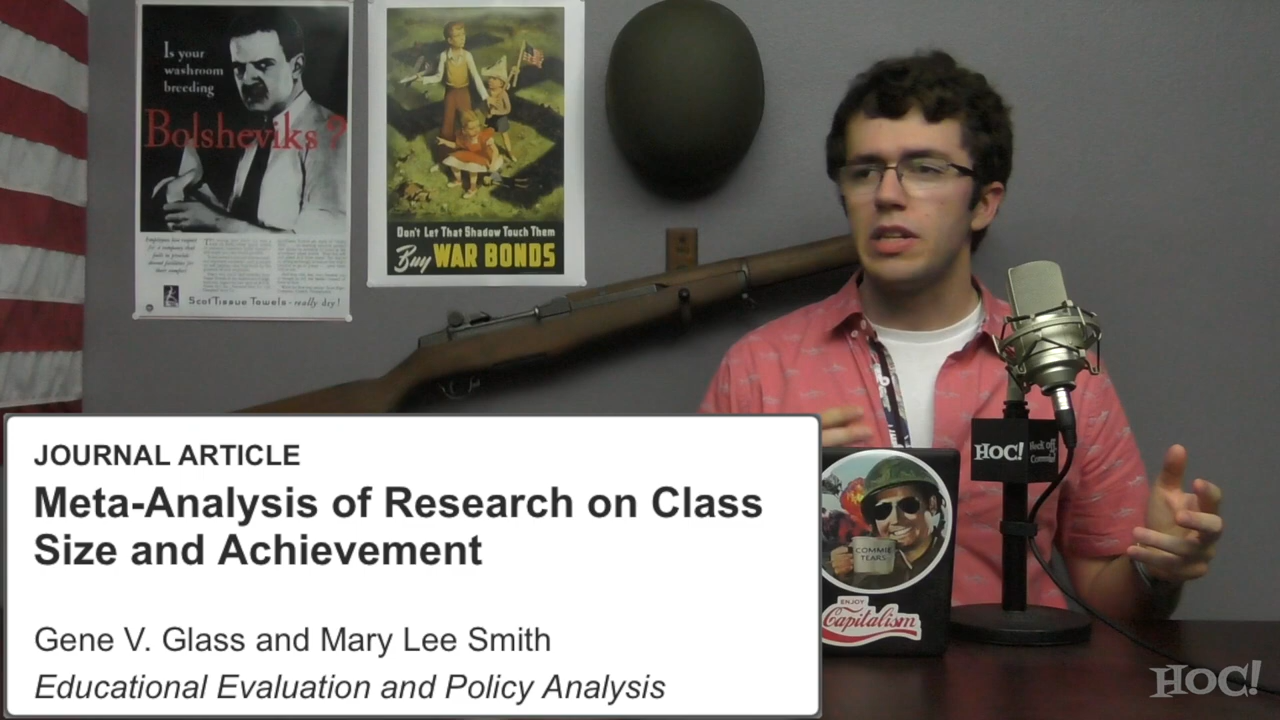 Is your
washroom
breeding
Bolsheviks?
ScotTissue Towels - really dry!
Don't Let That Shadow Touch Them
Buy WAR BONDS
HOC!
Commie!
COMMIE
TEARS
ENJOY
Capitalism
JOURNAL ARTICLE
Meta-Analysis of Research on Class
Size and Achievement
Gene V. Glass and Mary Lee Smith
Educational Evaluation and Policy Analysis
HOC!